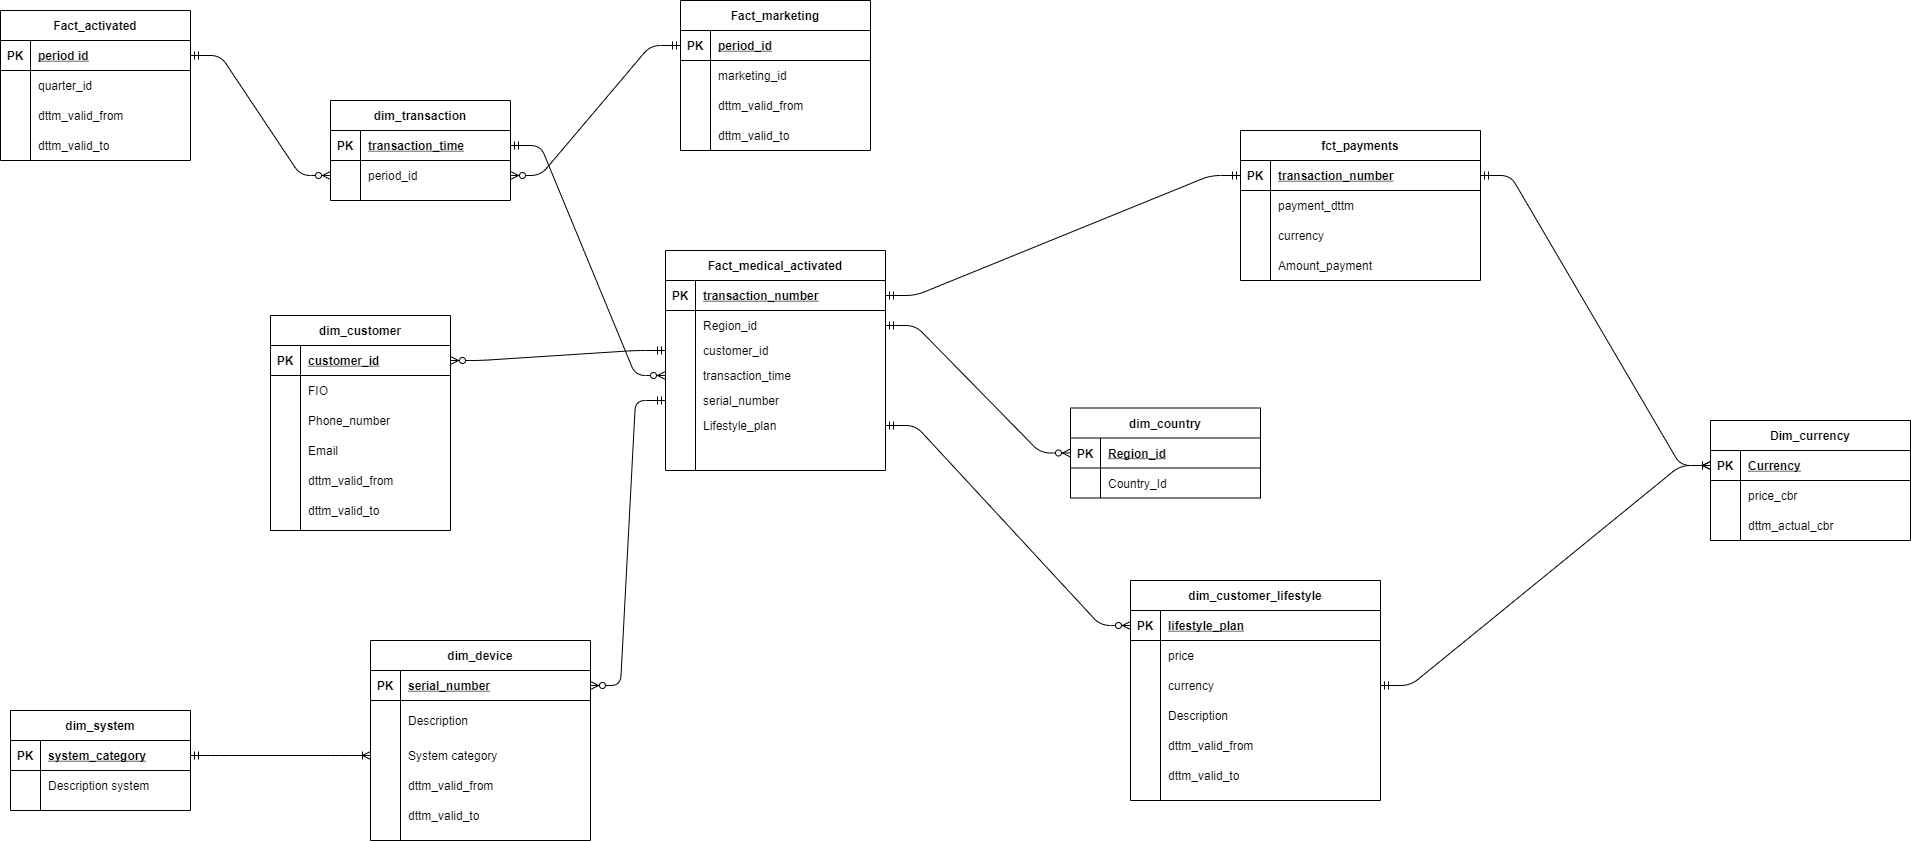 Fact_activated
PK period id
quarter_id
dttm_valid_from
dttm_valid_to
Fact_marketing
PK period_id
marketing_id
dttm_valid_from
dttm_valid_to
dim_transaction
PK transaction_time
period_id
fct_payments
PK transaction_number
payment_dttm
currency
Amount_payment
Fact_medical_activated
PK transaction_number
Region_id
customer_id
transaction_time
serial_number
Lifestyle_plan
dim_customer
PK customer_id
FIO
Phone_number
Email
dttm_valid_from
dttm_valid_to
dim_country
PK Region_id
Country_Id
Dim_currency
PK Currency
price_cbr
dttm_actual_cbr
dim_customer_lifestyle
PK lifestyle_plan
price
currency
Description
dttm_valid_from
dttm_valid_to
dim_device
PK serial_number
Description
System category
dttm_valid_from
dttm_valid_to
dim_system
PK system_category
Description system